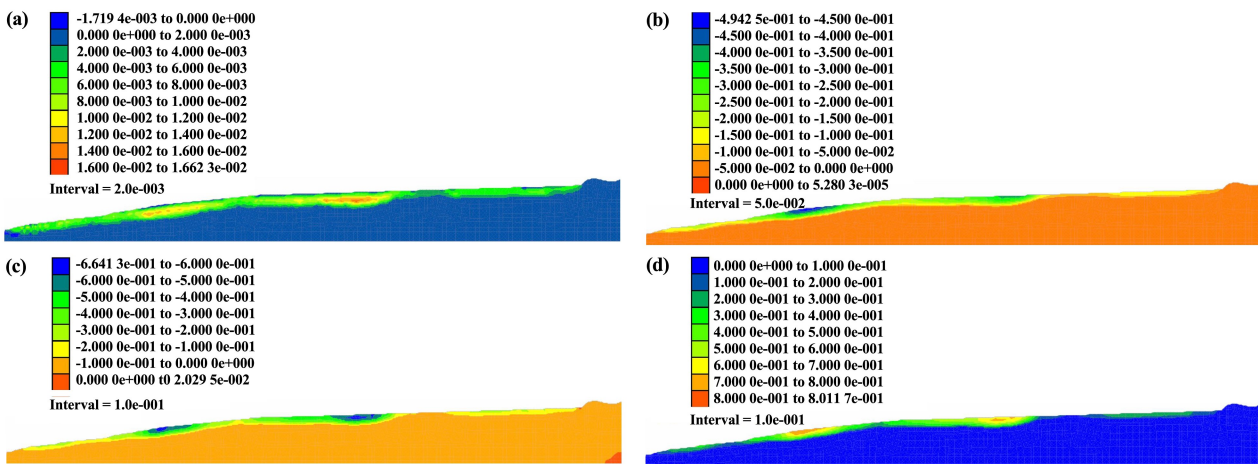 (a)
-1.719 4e-003 to 0.000 0e+000
0.000 0e+000 to 2.000 0e-003
2.000 0e-003 to 4.000 0e-003
4.000 0e-003 to 6.000 0e-003
6.000 0e-003 to 8.000 0e-003
8.000 0e-003 to 1.000 0e-002
1.000 0e-002 to 1.200 0e-002
1.200 0e-002 to 1.400 0e-002
1.400 0e-002 to 1.600 0e-002
1.600 0e-002 to 1.662 3e-002
Interval = 2.0e-003
(b)
-4.942 5e-001 to -4.500 0e-001
-4.500 0e-001 to -4.000 0e-001
-4.000 0e-001 to -3.500 0e-001
-3.500 0e-001 to -3.000 0e-001
-3.000 0e-001 to -2.500 0e-001
-2.500 0e-001 to -2.000 0e-001
-2.000 0e-001 to -1.500 0e-001
-1.500 0e-001 to -1.000 0e-001
-1.000 0e-001 to -5.000 0e-002
-5.000 0e-002 to 0.000 0e+000
0.000 0e+000 to 5.280 3e-005
Interval = 5.0e-002
(c)
-6.641 3e-001 to -6.000 0e-001
-6.000 0e-001 to -5.000 0e-001
-5.000 0e-001 to -4.000 0e-001
-4.000 0e-001 to -3.000 0e-001
-3.000 0e-001 to -2.000 0e-001
-2.000 0e-001 to -1.000 0e-001
-1.000 0e-001 to 0.000 0e+000
0.000 0e+000 t0 2.029 5e-002
Interval = 1.0e-001
(d)
0.000 0e+000 to 1.000 0e-001
1.000 0e-001 to 2.000 0e-001
2.000 0e-001 to 3.000 0e-001
3.000 0e-001 to 4.000 0e-001
4.000 0e-001 to 5.000 0e-001
5.000 0e-001 to 6.000 0e-001
6.000 0e-001 to 7.000 0e-001
7.000 0e-001 to 8.000 0e-001
8.000 0e-001 to 8.011 7e-001
Interval = 1.0e-001